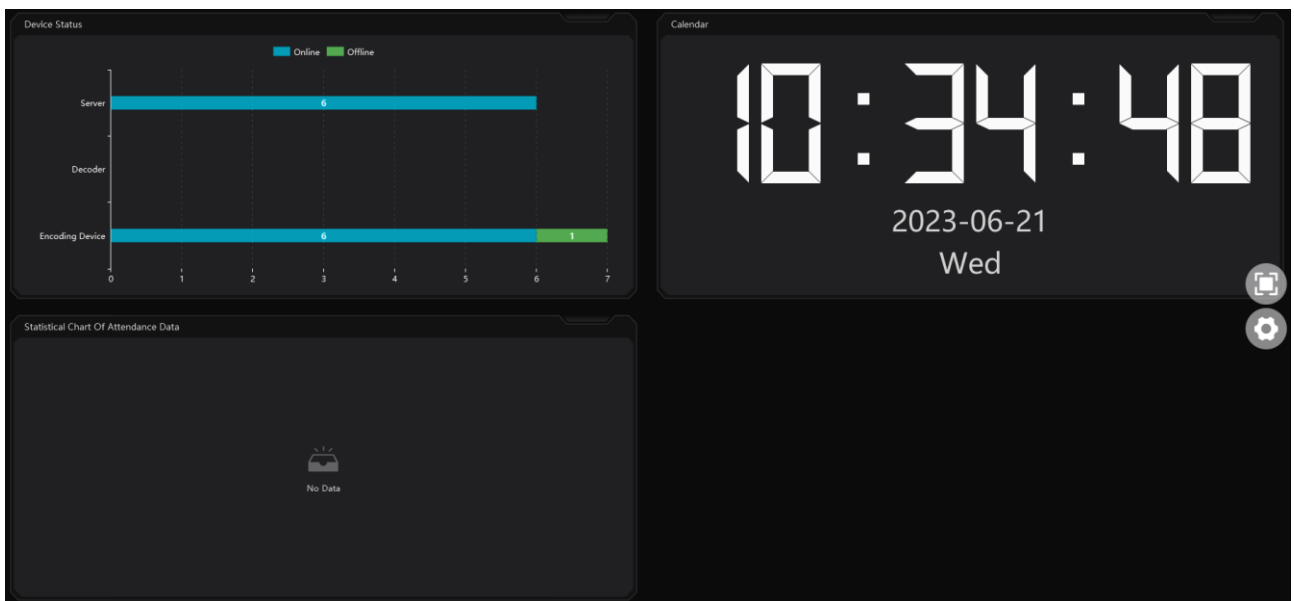 Device Status
Online Offline
Server 6
Decoder
Encoding Device 6 1
0 1 2 3 4 5 6 7
Calendar
10:34:48
2023-06-21
Wed
Statistical Chart Of Attendance Data
No Data